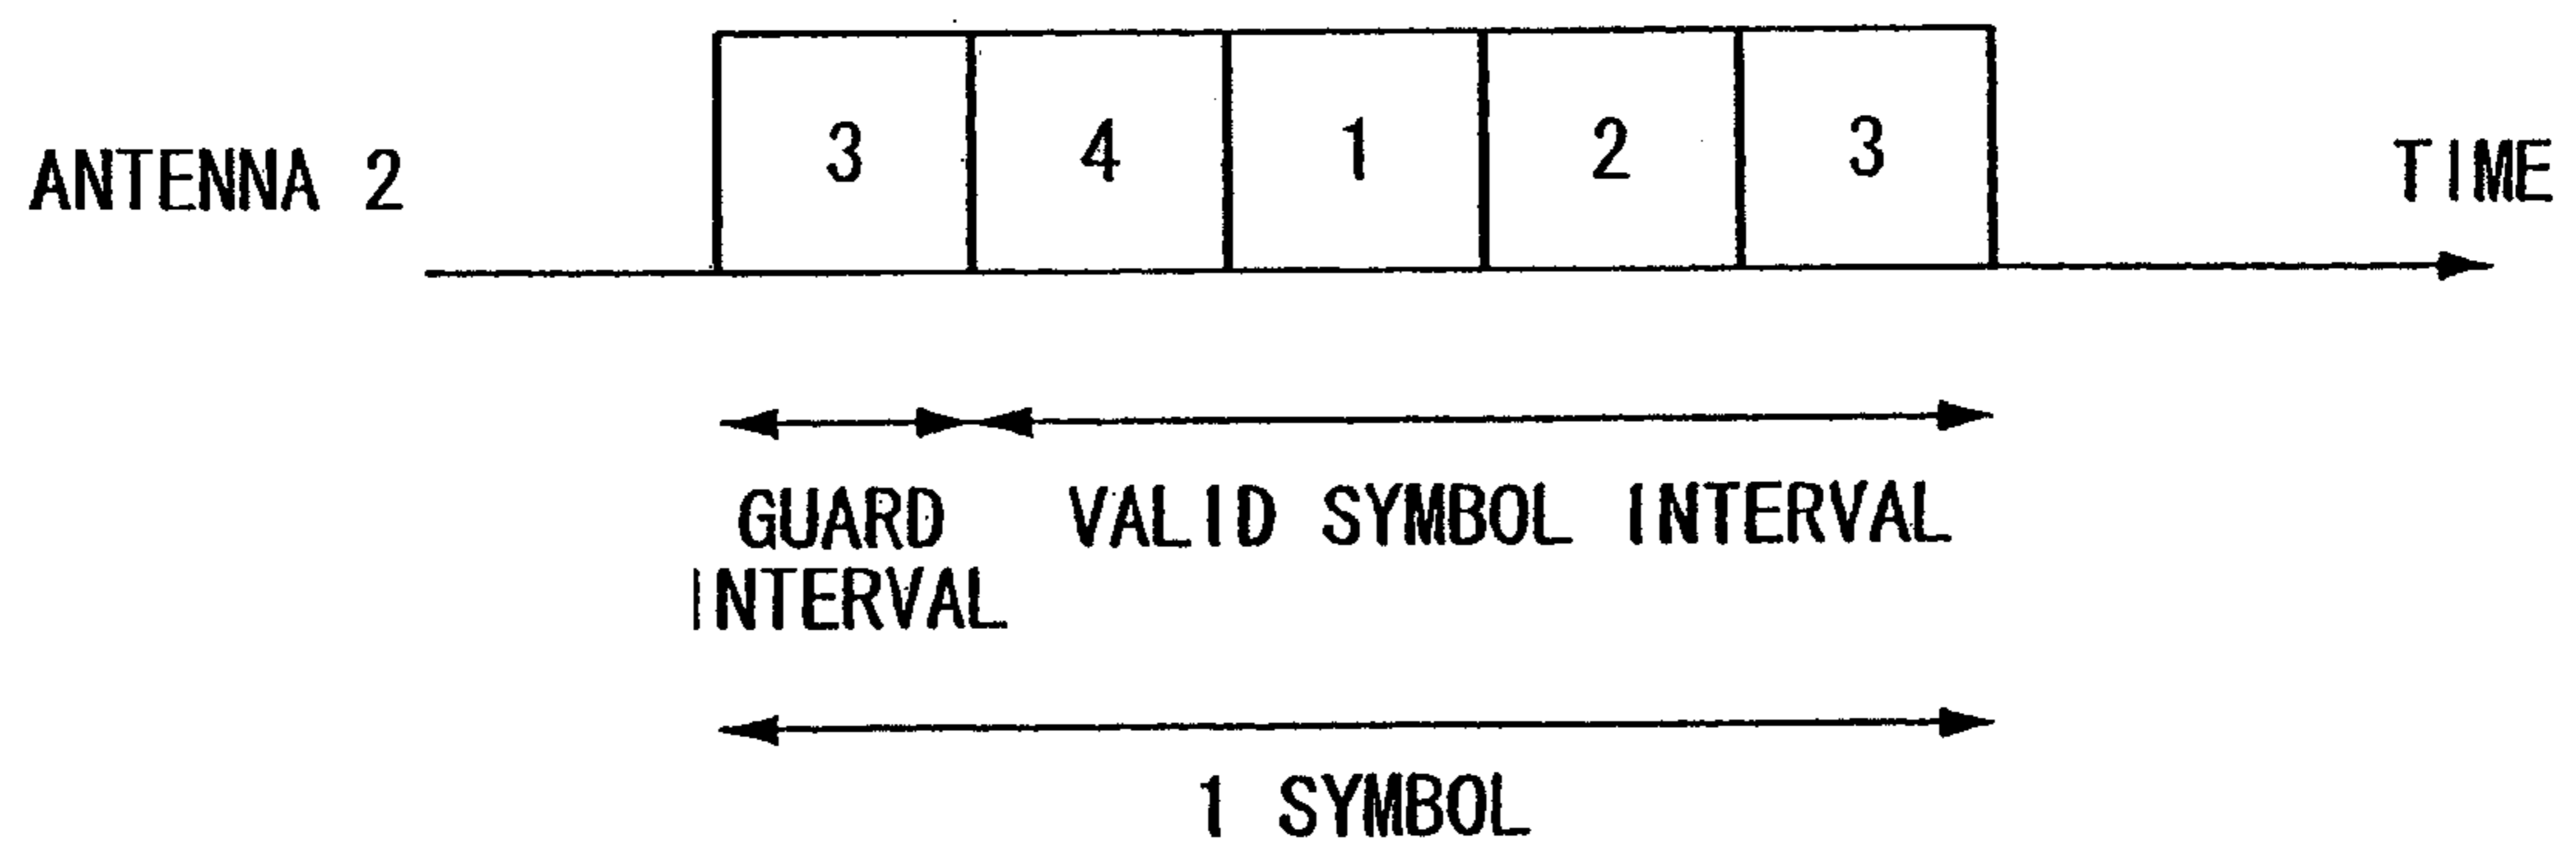 ANTENNA 2 3 4 1 2 3 TIME
GUARD VALID SYMBOL INTERVAL
INTERVAL
1 SYMBOL